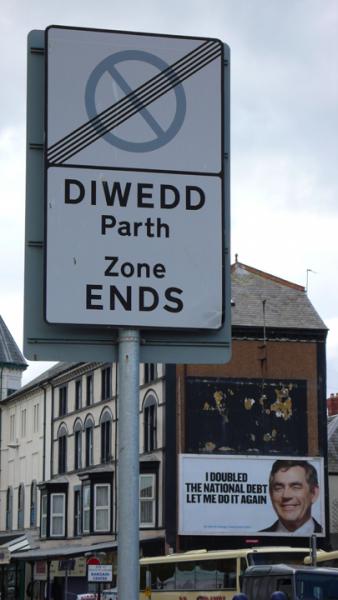 DIWEDD
Parth
Zone
ENDS
I DOUBLED
THE NATIONAL DEBT
LET ME DO IT AGAIN